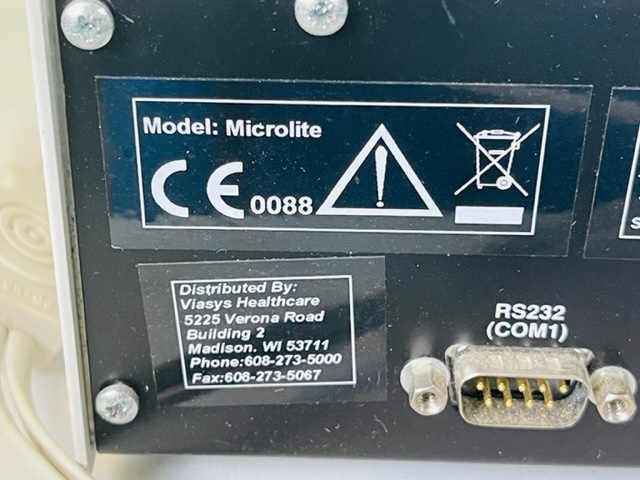 Model: Microlite
CE 0088
Distributed By:
Viasys Healthcare
5225 Verona Road
Building 2
Madison. WI 53711
Phone:608-273-5000
Fax:608-273-5067
RS232
(COM1)